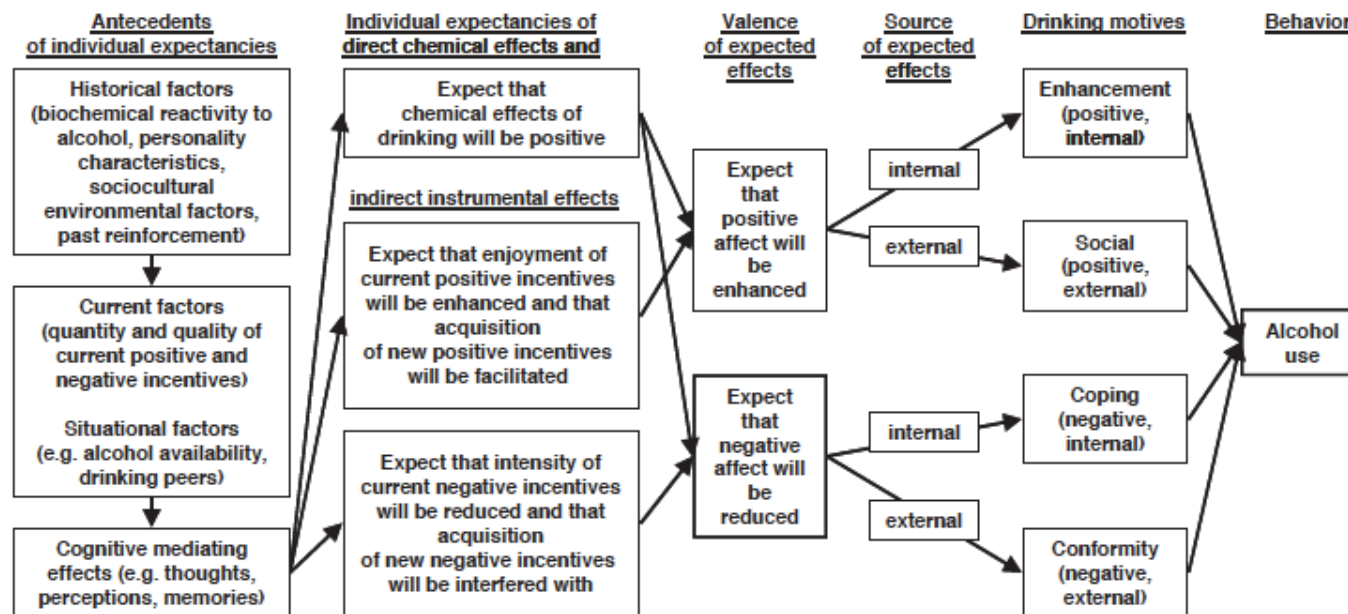 Antecedents
of individual expectancies
Historical factors
(biochemical reactivity to
alcohol, personality
characteristics,
sociocultural
environmental factors,
past reinforcement)
Current factors
(quantity and quality of
current positive and
negative incentives)
Situational factors
(e.g. alcohol availability,
drinking peers)
Cognitive mediating
effects (e.g. thoughts,
perceptions, memories)
Individual expectancies of
direct chemical effects and
Expect that
chemical effects of
drinking will be positive
indirect instrumental effects
Expect that enjoyment of
current positive incentives
will be enhanced and that
acquisition
of new positive incentives
will be facilitated
Expect that intensity of
current negative incentives
will be reduced and that
acquisition
of new negative incentives
will be interfered with
Valence
of expected
effects
Expect
that
positive
affect will
be
enhanced
Expect
that
negative
affect will
be
reduced
Source
of expected
effects
internal
external
internal
external
Drinking motives
Enhancement
(positive,
internal)
Social
(positive,
external)
Coping
(negative,
internal)
Conformity
(negative,
external)
Behavior
Alcohol
use